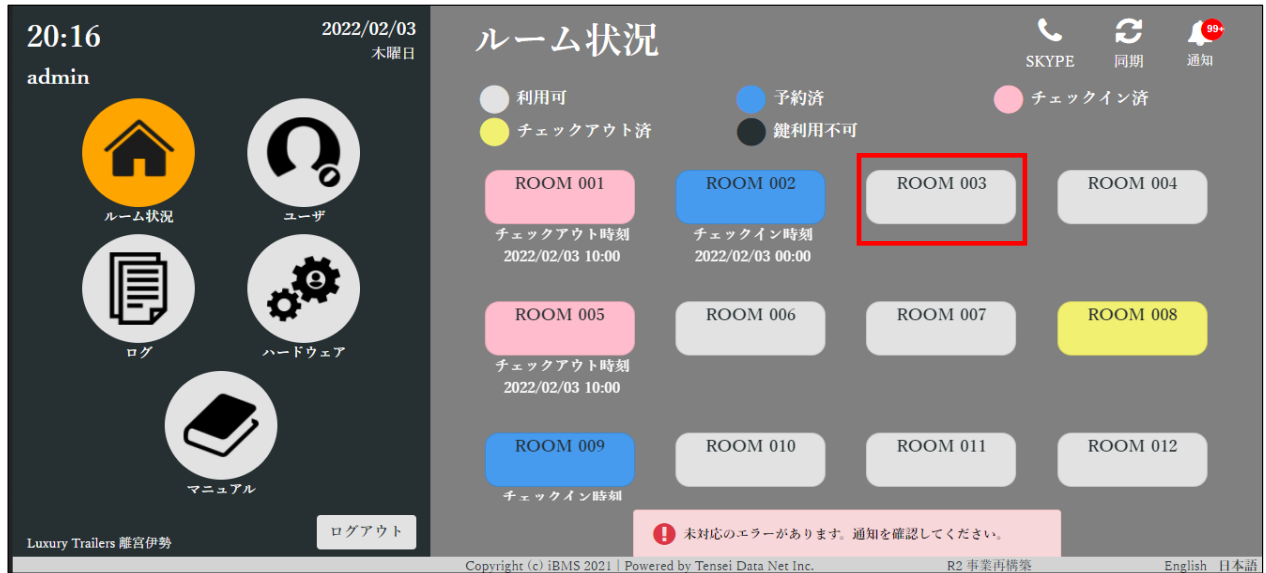 20:16
2022/02/03
木曜日
admin
ルーム状況
ユーザ
ログ
ハードウェア
マニュアル
Luxury Trailers 離宮伊勢
ログアウト
ルーム状況
SKYPE
同期
99+
通知
利用可
予約済
チェックイン済
チェックアウト済
鍵利用不可
ROOM 001
チェックアウト時刻
2022/02/03 10:00
ROOM 002
チェックイン時刻
2022/02/03 00:00
ROOM 003
ROOM 004
ROOM 005
チェックアウト時刻
2022/02/03 10:00
ROOM 006
ROOM 007
ROOM 008
ROOM 009
チェックイン時刻
ROOM 010
ROOM 011
ROOM 012
未対応のエラーがあります。通知を確認してください。
Copyright (c) iBMS 2021 | Powered by Tensei Data Net Inc.
R2 事業再構築
English 日本語